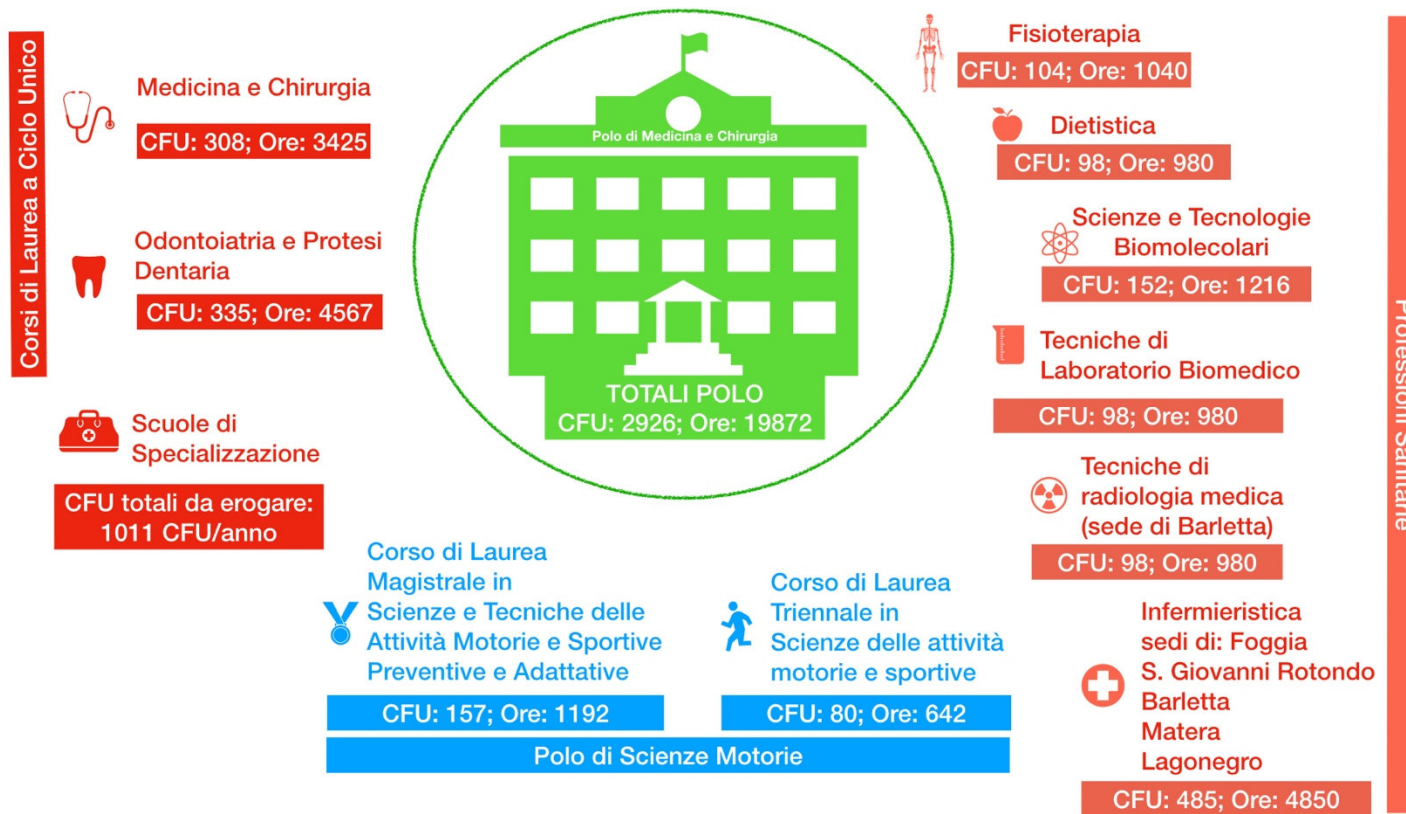 Corsi di Laurea a Ciclo Unico
Medicina e Chirurgia
CFU: 308; Ore: 3425
Odontoiatria e Protesi
Dentaria
CFU: 335; Ore: 4567
Scuole di
Specializzazione
CFU totali da erogare:
1011 CFU/anno
Polo di Medicina e Chirurgia
TOTALI POLO
CFU: 2926; Ore: 19872
Corso di Laurea
Magistrale in
Scienze e Tecniche delle
Attività Motorie e Sportive
Preventive e Adattative
CFU: 157; Ore: 1192
Corso di Laurea
Triennale in
Scienze delle attività
motorie e sportive
CFU: 80; Ore: 642
Polo di Scienze Motorie
Fisioterapia
CFU: 104; Ore: 1040
Dietistica
CFU: 98; Ore: 980
Scienze e Tecnologie
Biomolecolari
CFU: 152; Ore: 1216
Tecniche di
Laboratorio Biomedico
CFU: 98; Ore: 980
Tecniche di
radiologia medica
(sede di Barletta)
CFU: 98; Ore: 980
Infermieristica
sedi di: Foggia
S. Giovanni Rotondo
Barletta
Matera
Lagonegro
CFU: 485; Ore: 4850
Professioni Sanitarie